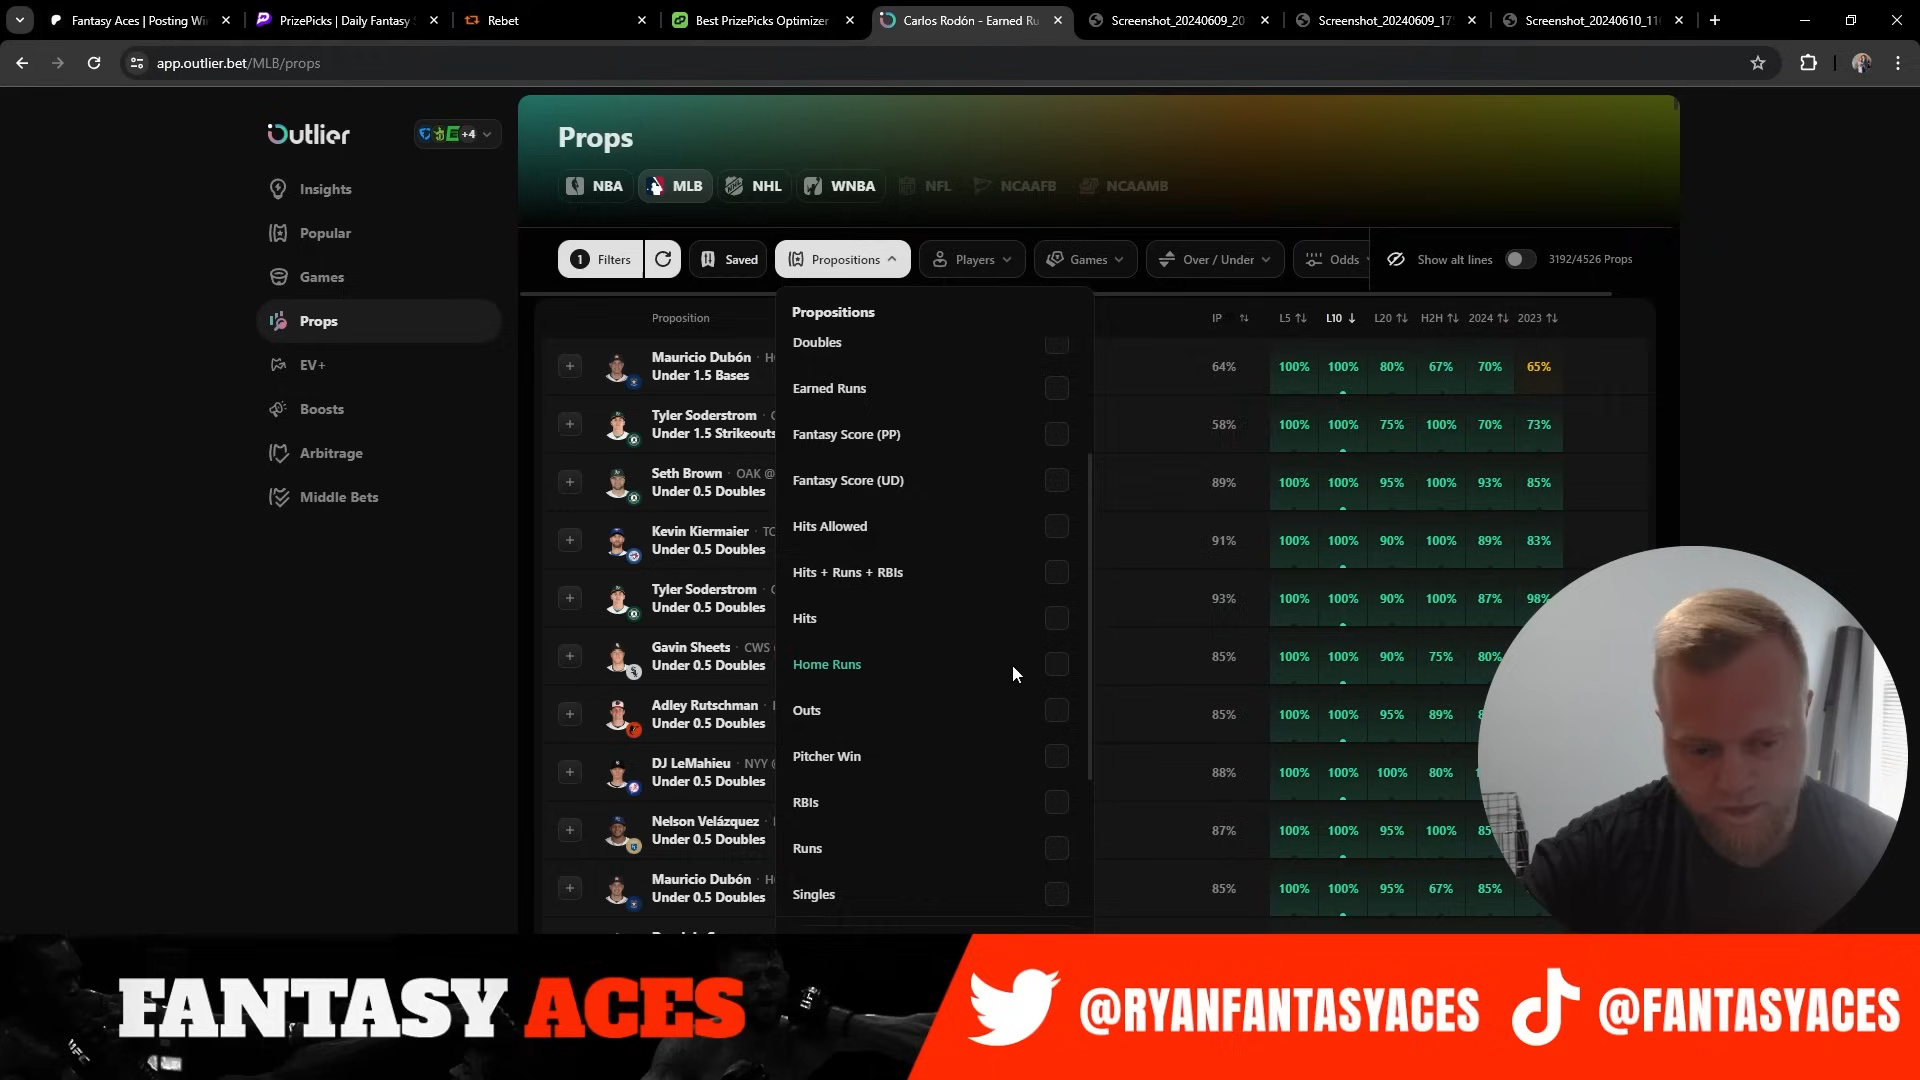 Fantasy Aces | Posting Wi
PrizePicks | Daily Fantasy
Rebet
Best PrizePicks Optimizer
Carlos Rodón - Earned Ru
Screenshot_20240609_20
Screenshot_20240609_17
Screenshot_20240610_11
app.outlier.bet/MLB/props
Outlier
+4
Insights
Popular
Games
Props
EV+
Boosts
Arbitrage
Middle Bets
Props
NBA
MLB
NHL
WNBA
NFL
NCAAFB
NCAAMB
1 Filters
Saved
Propositions
Players
Games
Over / Under
Odds
Show alt lines
3192/4526 Props
Proposition IP L5 L10 L20 H2H 2024 2023
Propositions
Doubles
Earned Runs
Fantasy Score (PP)
Fantasy Score (UD)
Hits Allowed
Hits + Runs + RBIs
Hits
Home Runs
Outs
Pitcher Win
RBIs
Runs
Singles
Mauricio Dubón · H
Under 1.5 Bases
64% 100% 100% 80% 67% 70% 65%
Tyler Soderstrom ·
Under 1.5 Strikeouts
58% 100% 100% 75% 100% 70% 73%
Seth Brown · OAK @
Under 0.5 Doubles
89% 100% 100% 95% 100% 93% 85%
Kevin Kiermaier · TO
Under 0.5 Doubles
91% 100% 100% 90% 100% 89% 83%
Tyler Soderstrom ·
Under 0.5 Doubles
93% 100% 100% 90% 100% 87% 98%
Gavin Sheets · CWS
Under 0.5 Doubles
85% 100% 100% 90% 75% 80%
Adley Rutschman ·
Under 0.5 Doubles
85% 100% 100% 95% 89%
DJ LeMahieu · NYY @
Under 0.5 Doubles
88% 100% 100% 100% 80%
Nelson Velázquez ·
Under 0.5 Doubles
87% 100% 100% 95% 100% 85
Mauricio Dubón · H
Under 0.5 Doubles
85% 100% 100% 95% 67% 85%
FANTASY ACES
@RYANFANTASYACES
@FANTASYACES